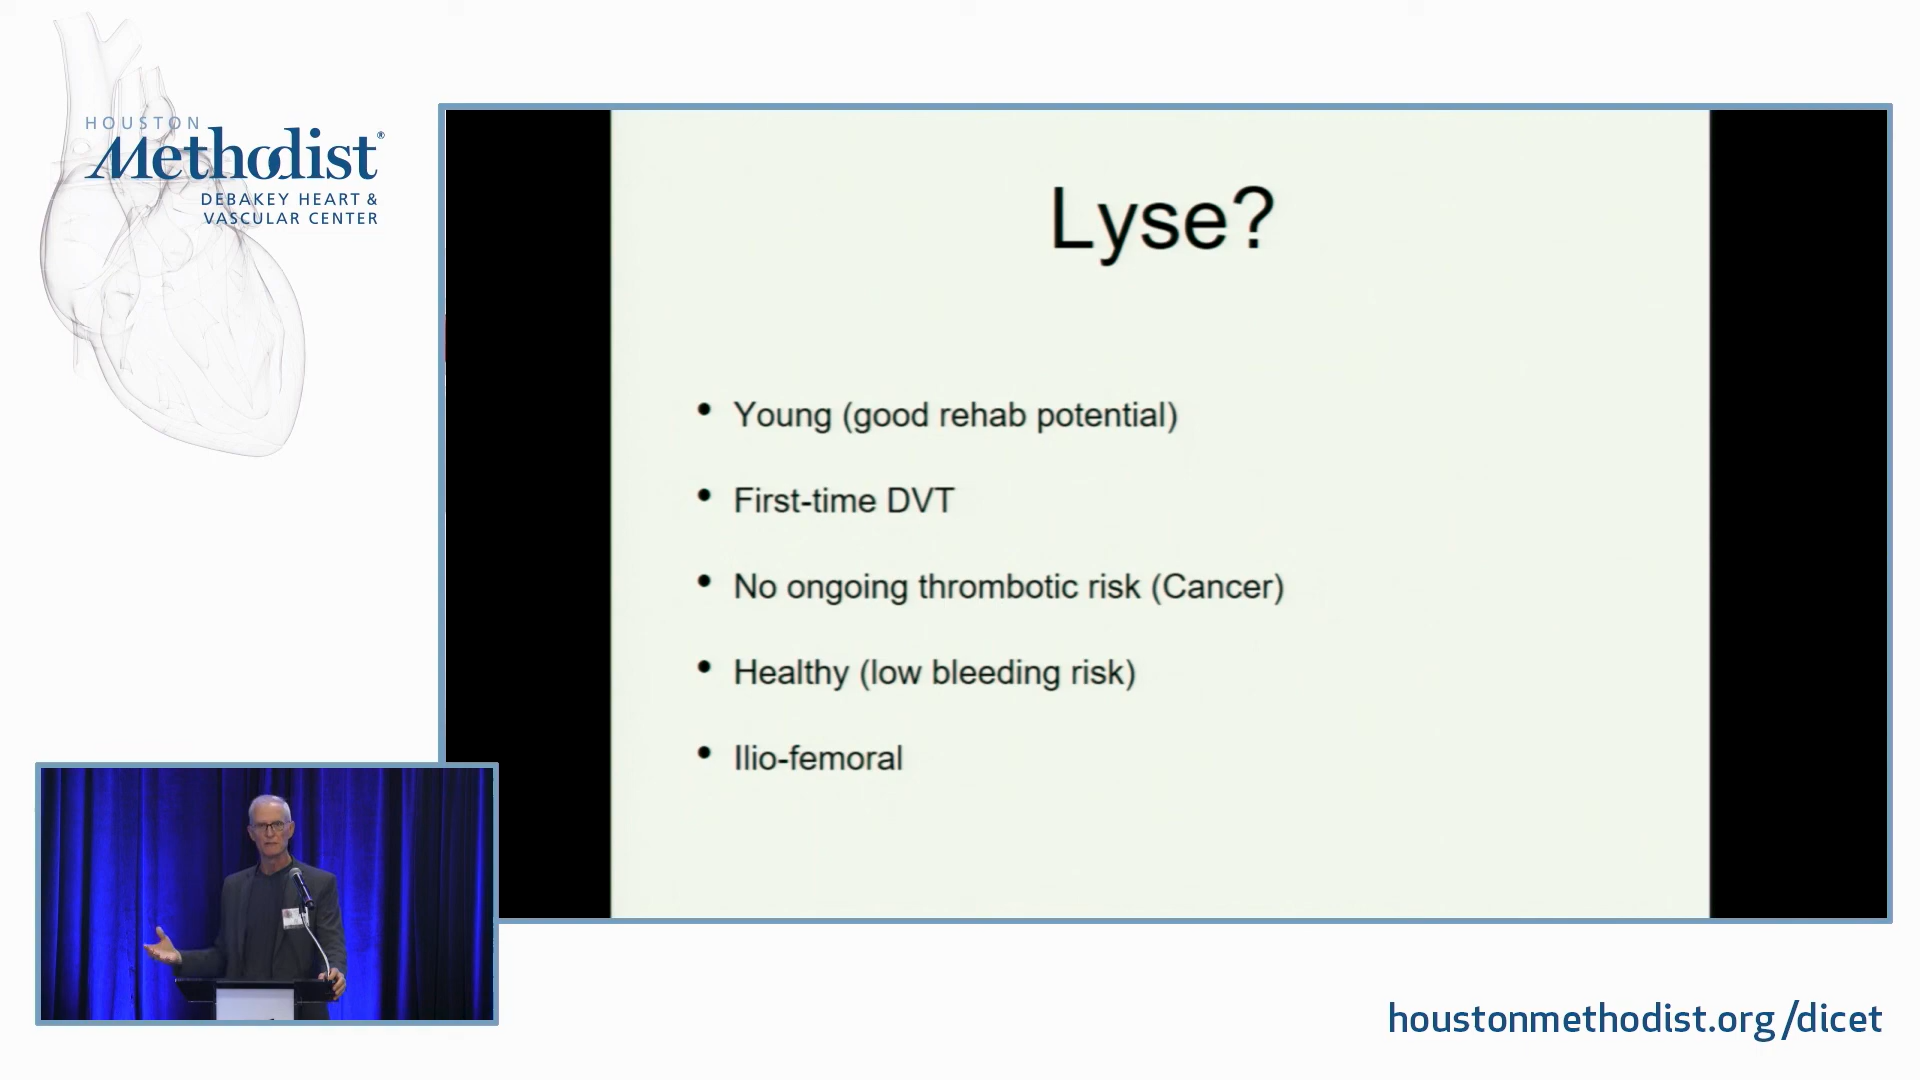 HOUSTON
Methodist®
DEBAKEY HEART &
VASCULAR CENTER
Lyse?
• Young (good rehab potential)
• First-time DVT
• No ongoing thrombotic risk (Cancer)
• Healthy (low bleeding risk)
• Ilio-femoral
houstonmethodist.org/dicet